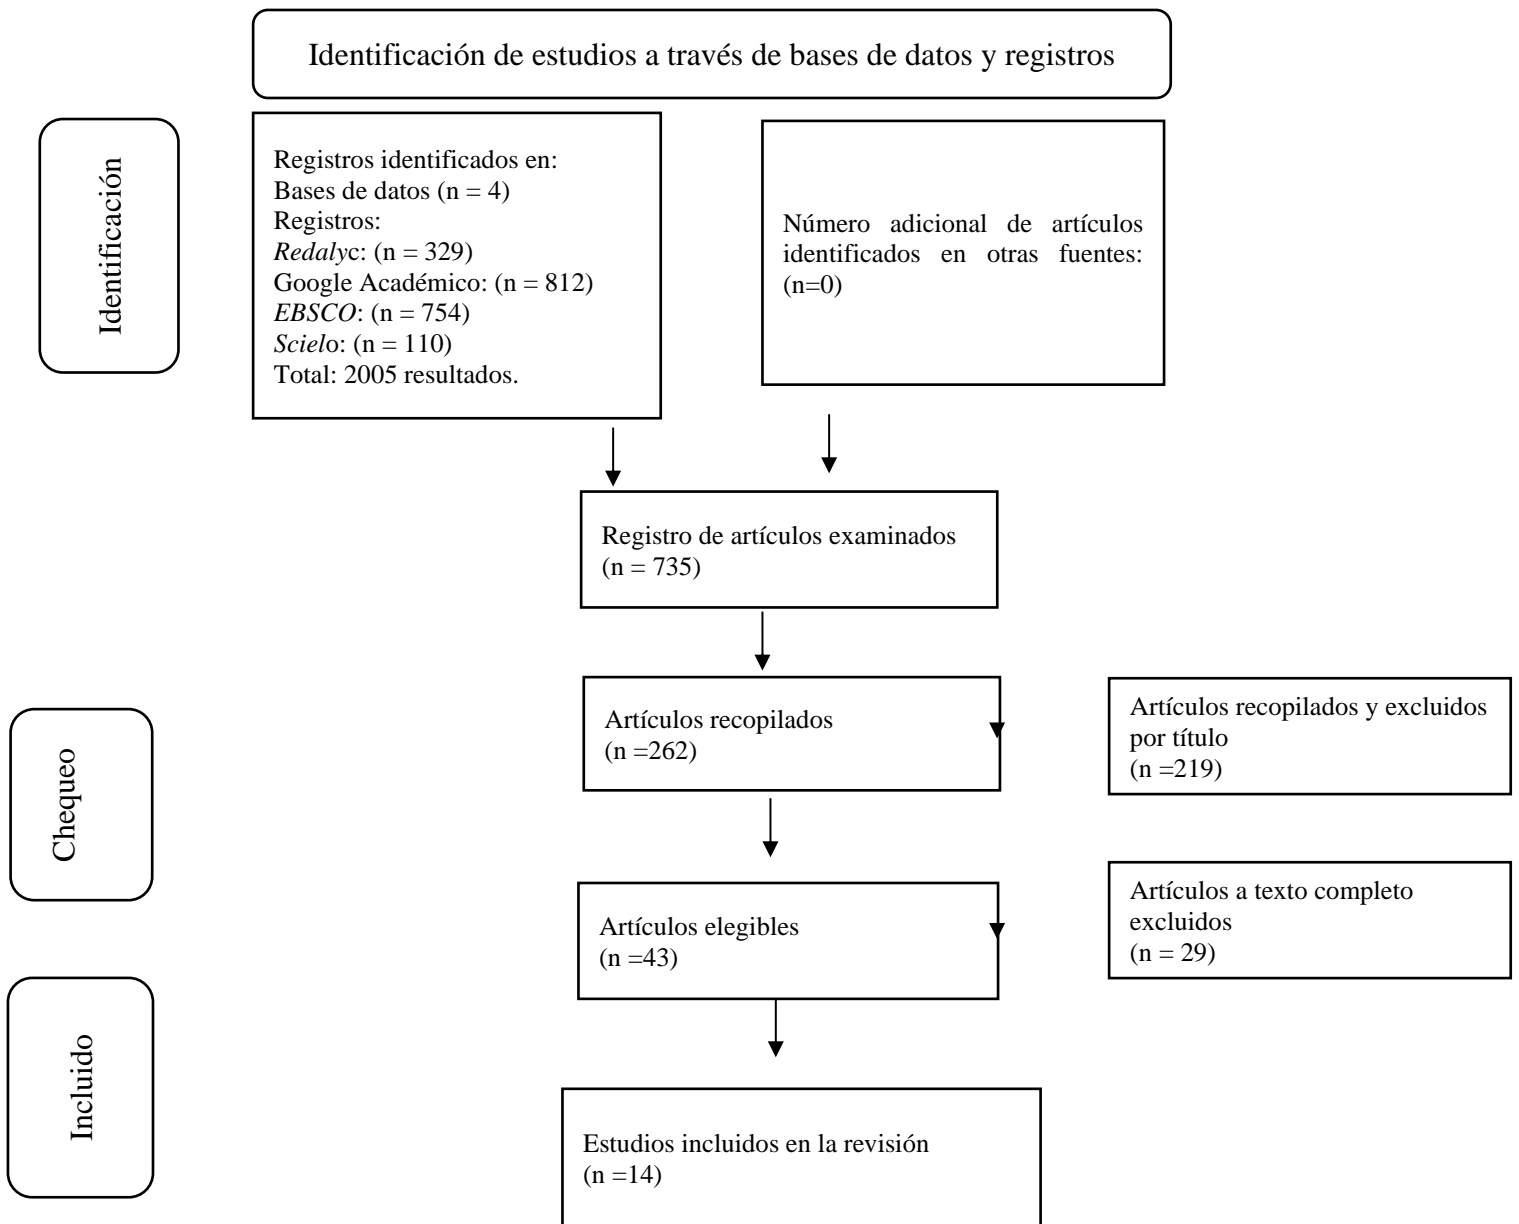 Identificación de estudios a través de bases de datos y registros
Identificación
Registros identificados en:
Bases de datos (n = 4)
Registros:
Redalyc: (n = 329)
Google Académico: (n = 812)
EBSCO: (n = 754)
Scielo: (n = 110)
Total: 2005 resultados.
Número adicional de artículos
identificados en otras fuentes:
(n=0)
Registro de artículos examinados
(n = 735)
Chequeo
Artículos recopilados
(n =262)
Artículos recopilados y excluidos
por título
(n =219)
Artículos elegibles
(n =43)
Artículos a texto completo
excluidos
(n = 29)
Incluido
Estudios incluidos en la revisión
(n =14)